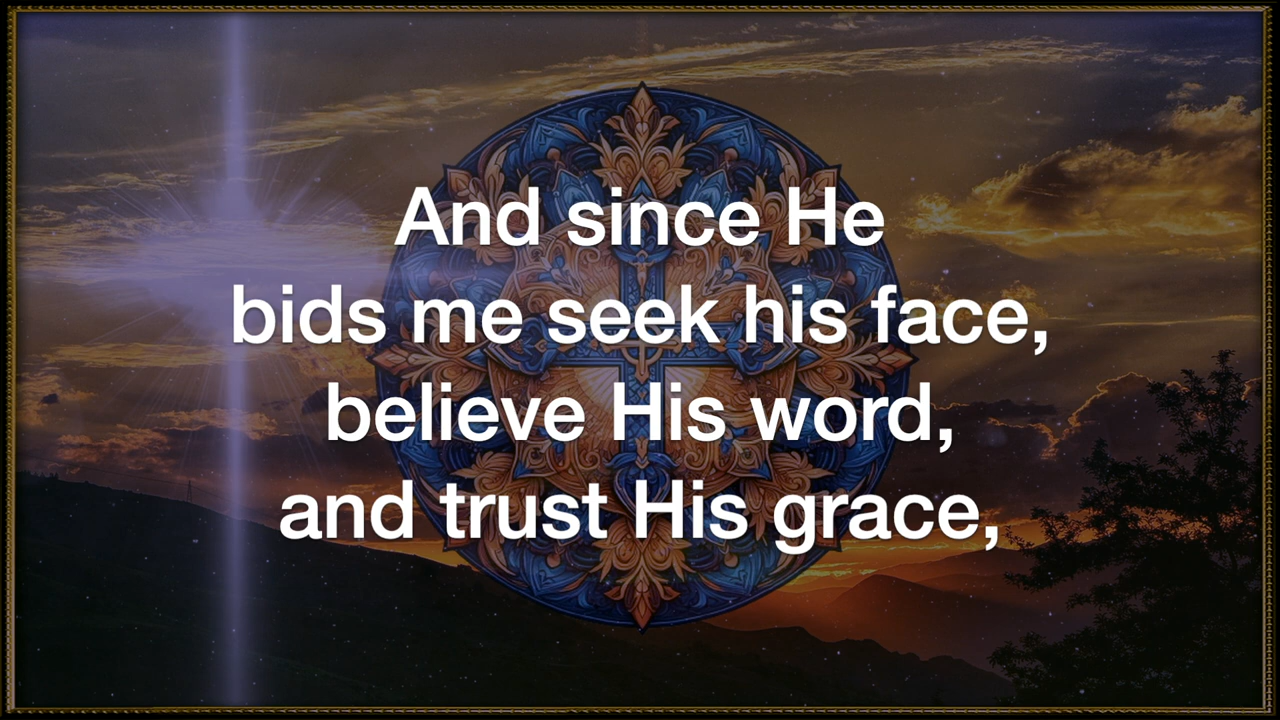 And since He
bids me seek his face,
believe His word,
and trust His grace,